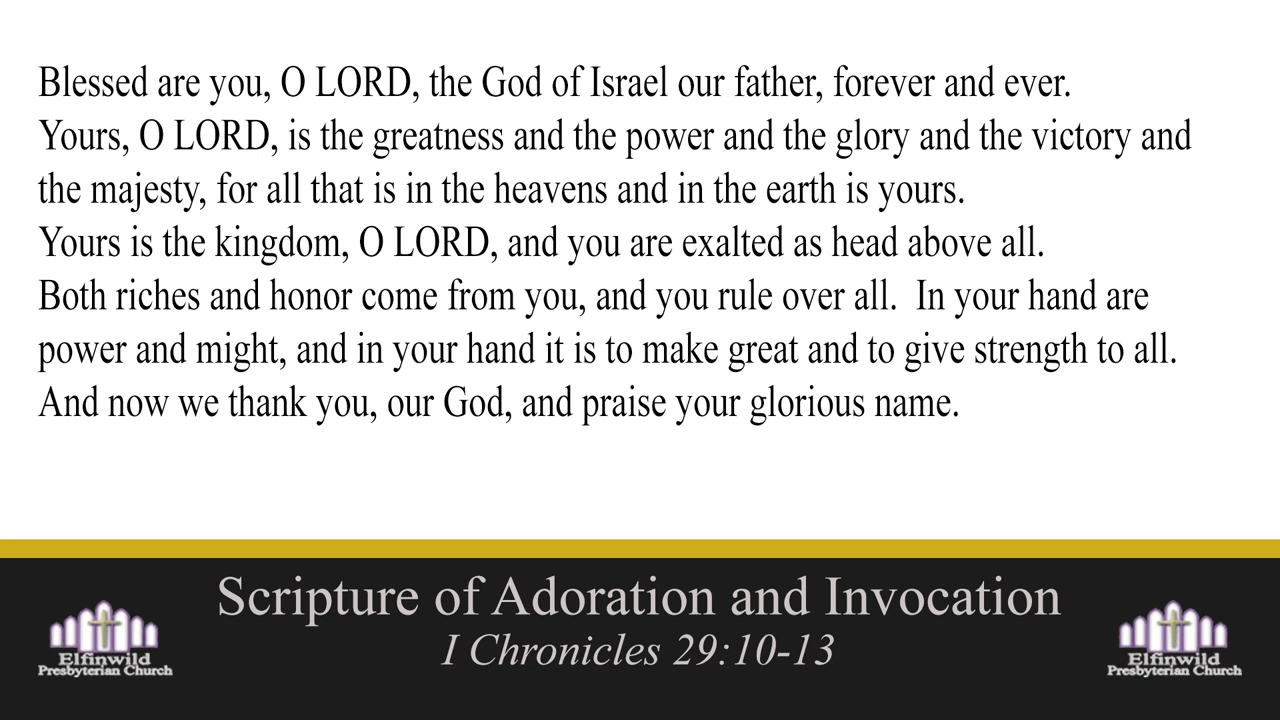 Blessed are you, O LORD, the God of Israel our father, forever and ever.
Yours, O LORD, is the greatness and the power and the glory and the victory and
the majesty, for all that is in the heavens and in the earth is yours.
Yours is the kingdom, O LORD, and you are exalted as head above all.
Both riches and honor come from you, and you rule over all.  In your hand are
power and might, and in your hand it is to make great and to give strength to all.
And now we thank you, our God, and praise your glorious name.
Scripture of Adoration and Invocation
I Chronicles 29:10-13
Elfinwild
Presbyterian Church
Elfinwild
Presbyterian Church